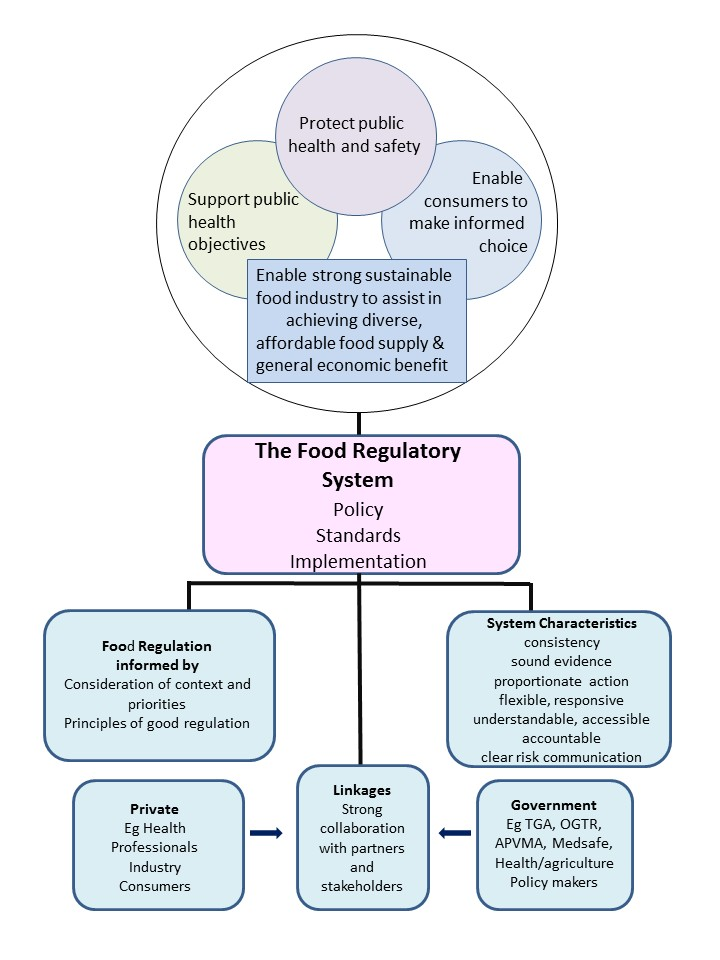 Protect public
health and safety
Support public
health
objectives
Enable
consumers to
make informed
choice
Enable strong sustainable
food industry to assist in
achieving diverse,
affordable food supply &
general economic benefit
The Food Regulatory
System
Policy
Standards
Implementation
Food Regulation
informed by
Consideration of context and
priorities
Principles of good regulation
System Characteristics
consistency
sound evidence
proportionate action
flexible, responsive
understandable, accessible
accountable
clear risk communication
Private
Eg Health
Professionals
Industry
Consumers
Linkages
Strong
collaboration
with partners
and
stakeholders
Government
Eg TGA, OGTR,
APVMA, Medsafe,
Health/agriculture
Policy makers